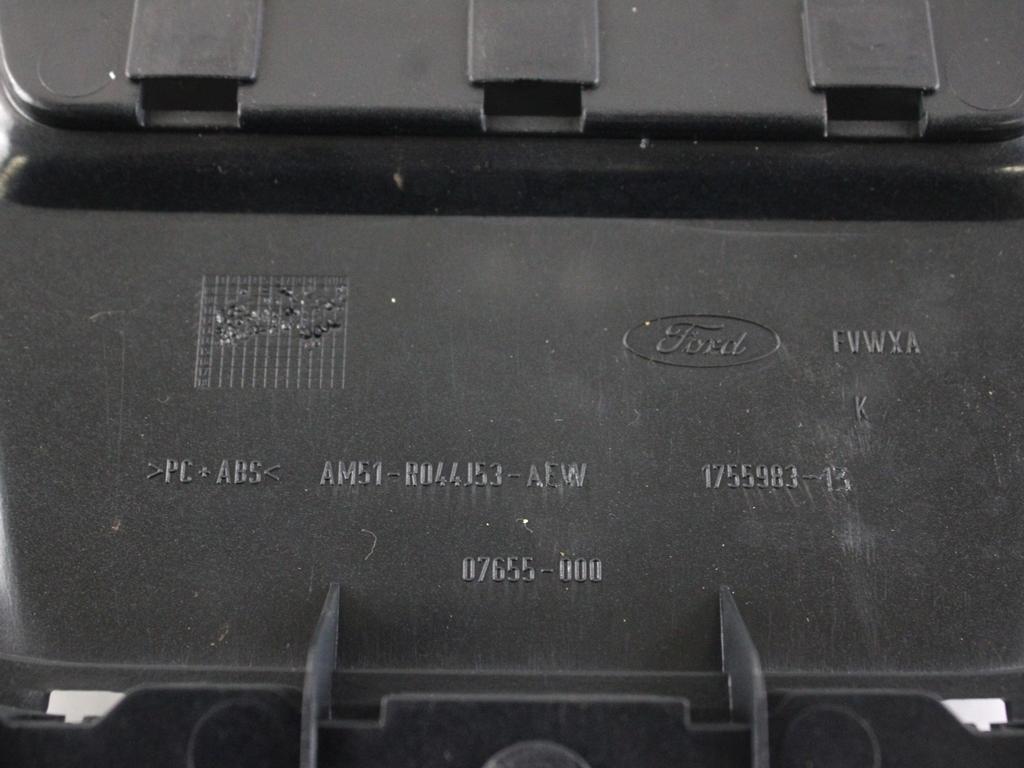 Ford FVWXA
K
>PC+ABS< AM51-R044J53-AEW 1755983-13
07655-000